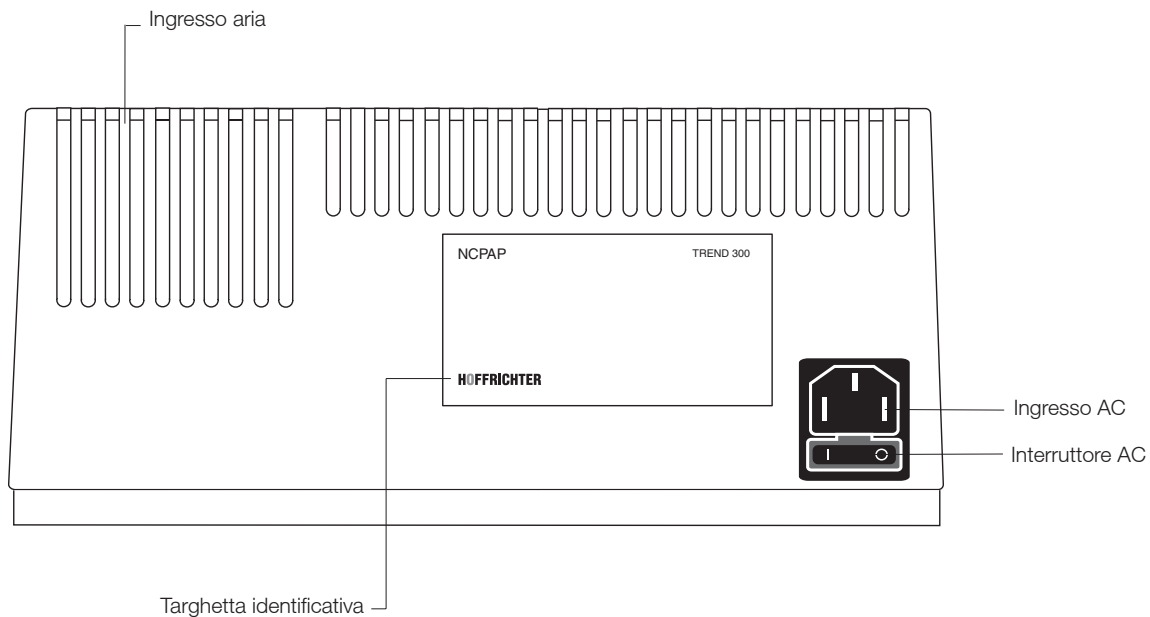 Ingresso aria
NCPAP
TREND 300
HOFFRICHTER
Ingresso AC
Interruttore AC
Targhetta identificativa